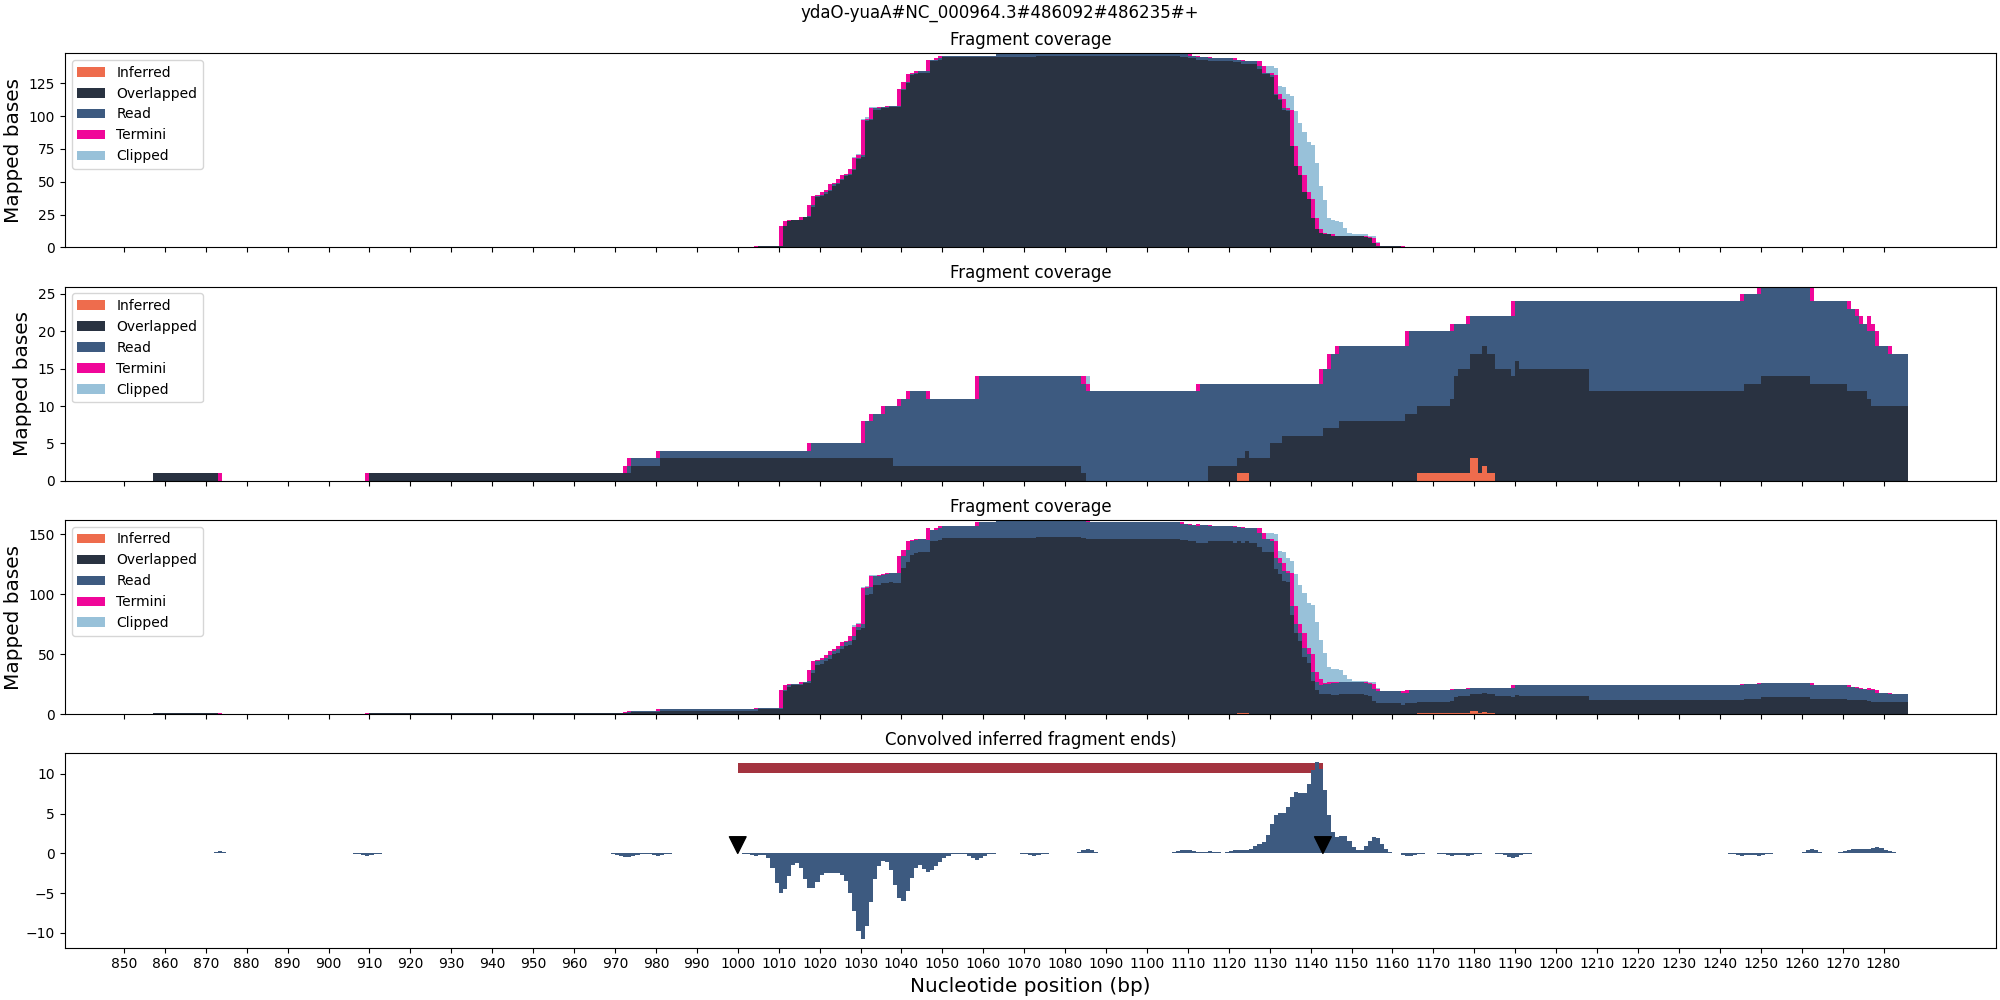 ydaO-yuaA#NC_000964.3#486092#486235#+
Fragment coverage
Mapped bases
125
100
75
50
25
0
Inferred
Overlapped
Read
Termini
Clipped
Fragment coverage
Mapped bases
25
20
15
10
5
0
Inferred
Overlapped
Read
Termini
Clipped
Fragment coverage
Mapped bases
150
100
50
0
Inferred
Overlapped
Read
Termini
Clipped
Convolved inferred fragment ends)
10
5
0
−5
−10
850 860 870 880 890 900 910 920 930 940 950 960 970 980 990 1000 1010 1020 1030 1040 1050 1060 1070 1080 1090 1100 1110 1120 1130 1140 1150 1160 1170 1180 1190 1200 1210 1220 1230 1240 1250 1260 1270 1280
Nucleotide position (bp)